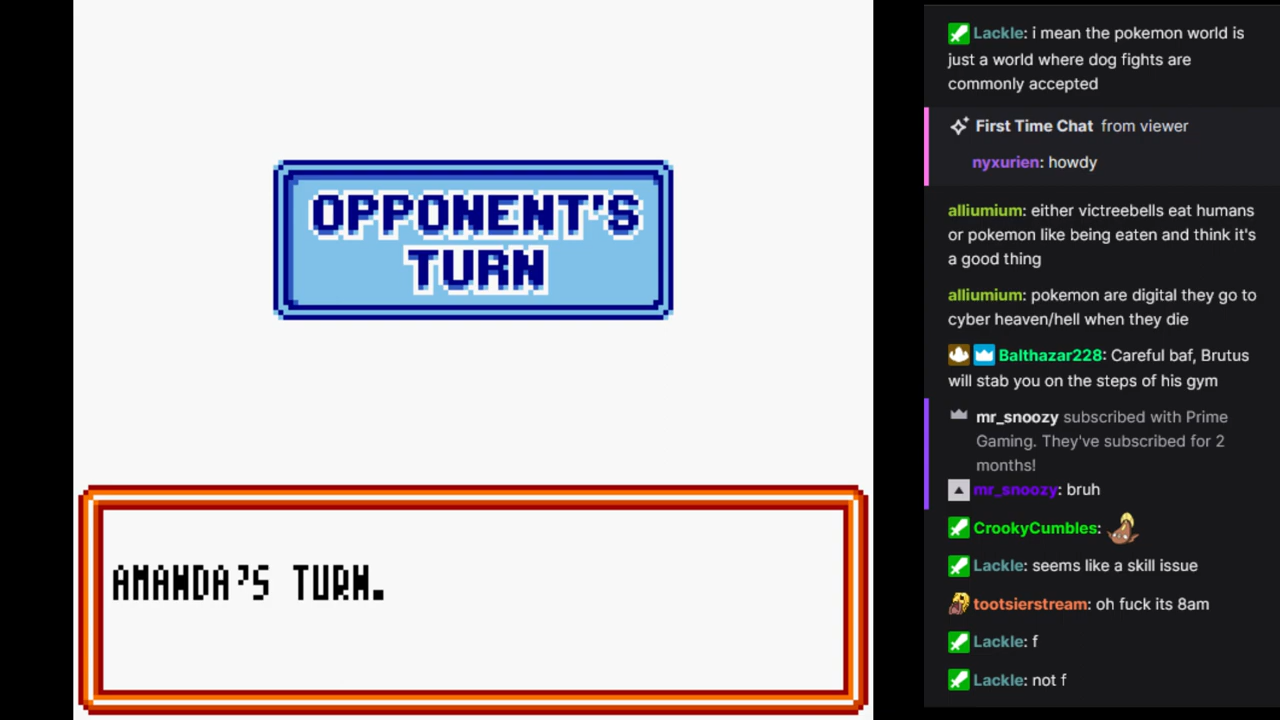 OPPONENT'S
TURN
AMANDA'S TURN.
Lackle: i mean the pokemon world is
just a world where dog fights are
commonly accepted
First Time Chat from viewer
nyxurien: howdy
alliumium: either victreebells eat humans
or pokemon like being eaten and think it's
a good thing
alliumium: pokemon are digital they go to
cyber heaven/hell when they die
Balthazar228: Careful baf, Brutus
will stab you on the steps of his gym
mr_snoozy subscribed with Prime
Gaming. They've subscribed for 2
months!
mr_snoozy: bruh
CrookyCumbles:
Lackle: seems like a skill issue
tootsierstream: oh fuck its 8am
Lackle: f
Lackle: not f